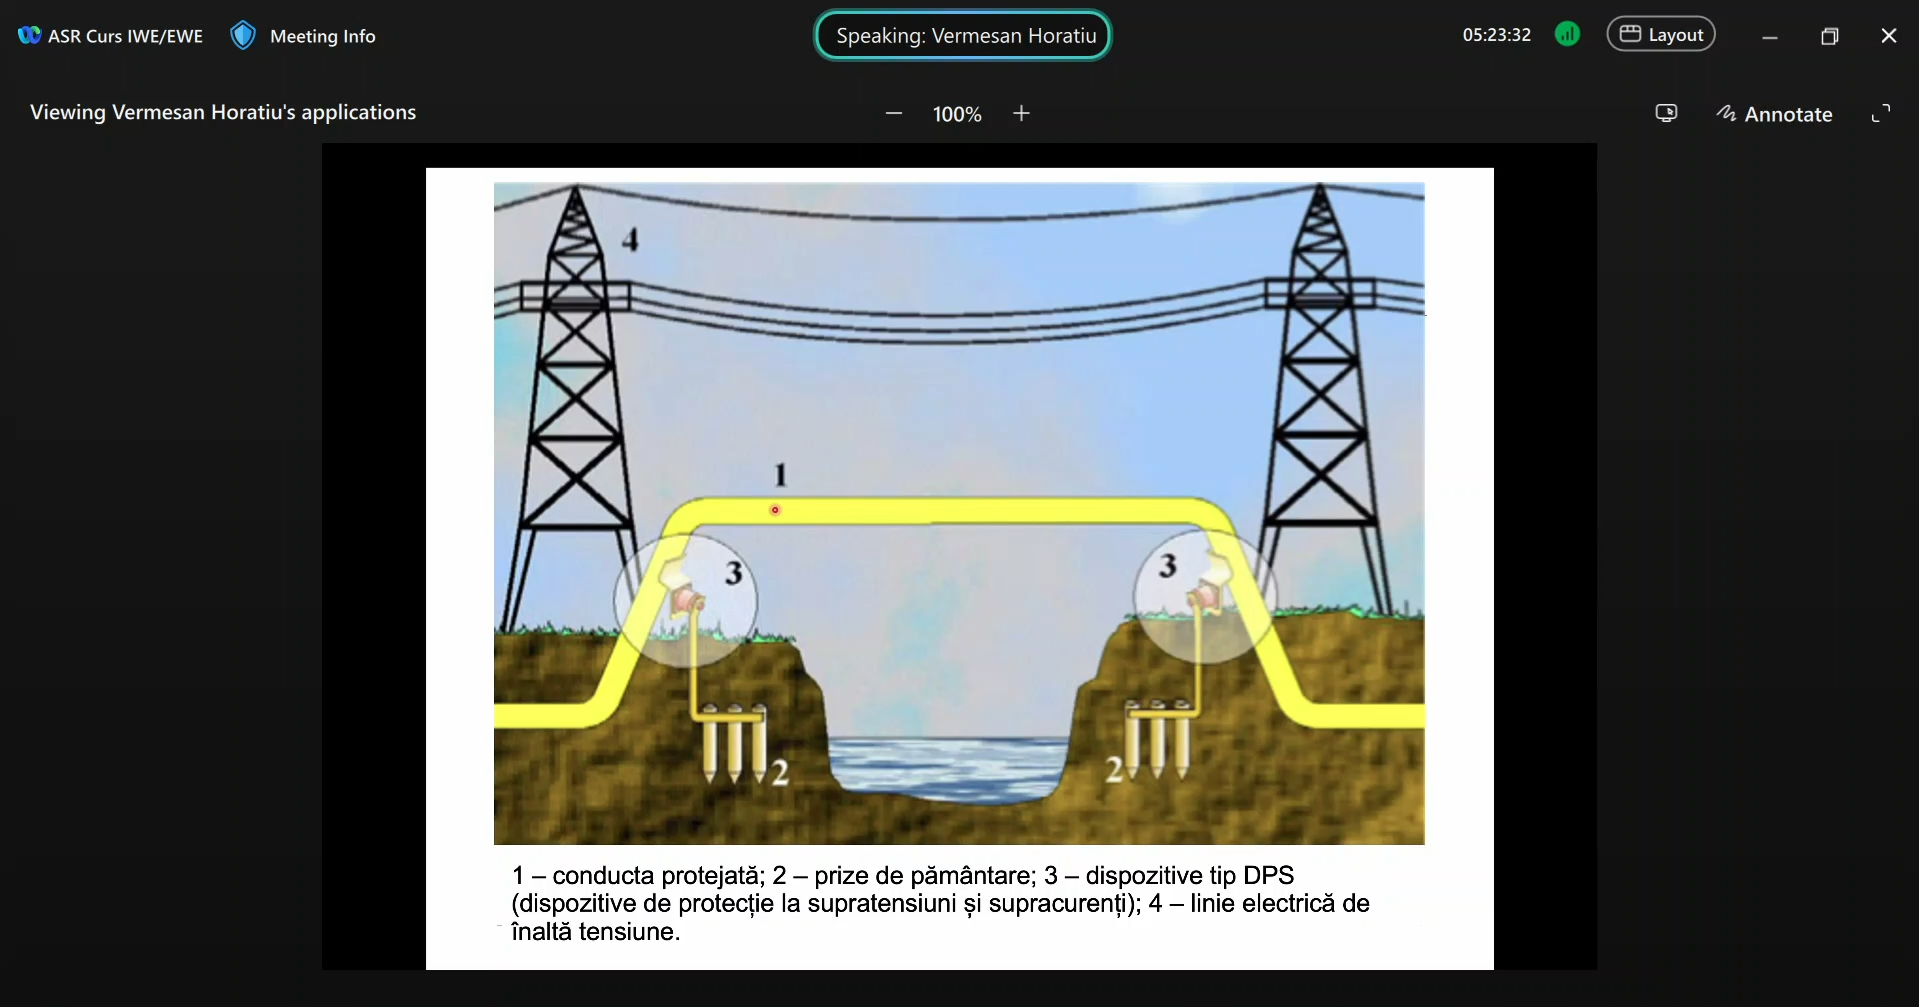 ASR Curs IWE/EWE
Meeting Info
Speaking: Vermesan Horatiu
05:23:32
Layout
Viewing Vermesan Horatiu's applications
100%
Annotate
4
1
3
3
2
2
1 – conducta protejată; 2 – prize de pământare; 3 – dispozitive tip DPS
(dispozitive de protecție la supratensiuni și supracurenți); 4 – linie electrică de
înaltă tensiune.